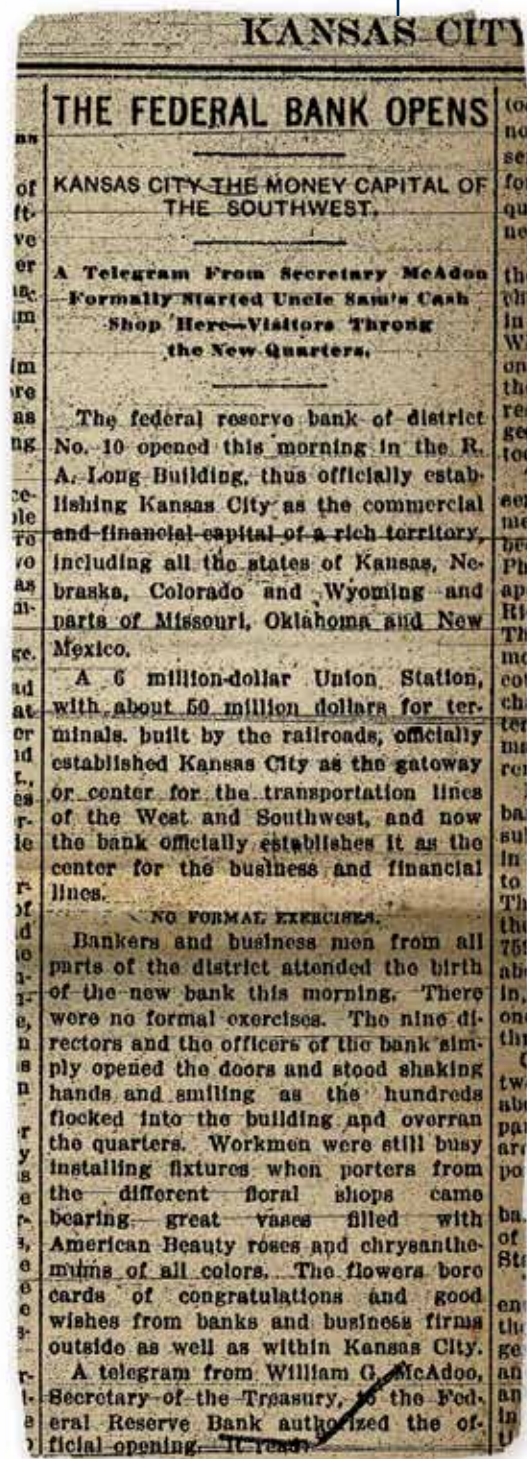 KANSAS CITY
THE FEDERAL BANK OPENS
KANSAS CITY THE MONEY CAPITAL OF
THE SOUTHWEST.
A Telegram From Secretary McAdoo
Formally Started Uncle Sam's Cash
Shop Here—Visitors Throng
the New Quarters.
The federal reserve bank of district
No. 10 opened this morning in the R.
A. Long Building, thus officially estab-
lishing Kansas City as the commercial
and financial capital of a rich territory,
including all the states of Kansas, Ne-
braska, Colorado and Wyoming and
parts of Missouri, Oklahoma and New
Mexico.
A 6 million-dollar Union Station,
with about 50 million dollars for ter-
minals, built by the railroads, officially
established Kansas City as the gateway
or center for the transportation lines
of the West and Southwest, and now
the bank officially establishes it as the
center for the business and financial
lines.
NO FORMAL EXERCISES.
Bankers and business men from all
parts of the district attended the birth
of the new bank this morning. There
were no formal exercises. The nine di-
rectors and the officers of the bank sim-
ply opened the doors and stood shaking
hands and smiling as the hundreds
flocked into the building and overran
the quarters. Workmen were still busy
installing fixtures when porters from
the different floral shops came
bearing great vases filled with
American Beauty roses and chrysanthe-
mums of all colors. The flowers bore
cards of congratulations and good
wishes from banks and business firms
outside as well as within Kansas City.
A telegram from William G. McAdoo,
Secretary of the Treasury, to the Fed-
eral Reserve Bank authorized the of-
ficial opening. It read: